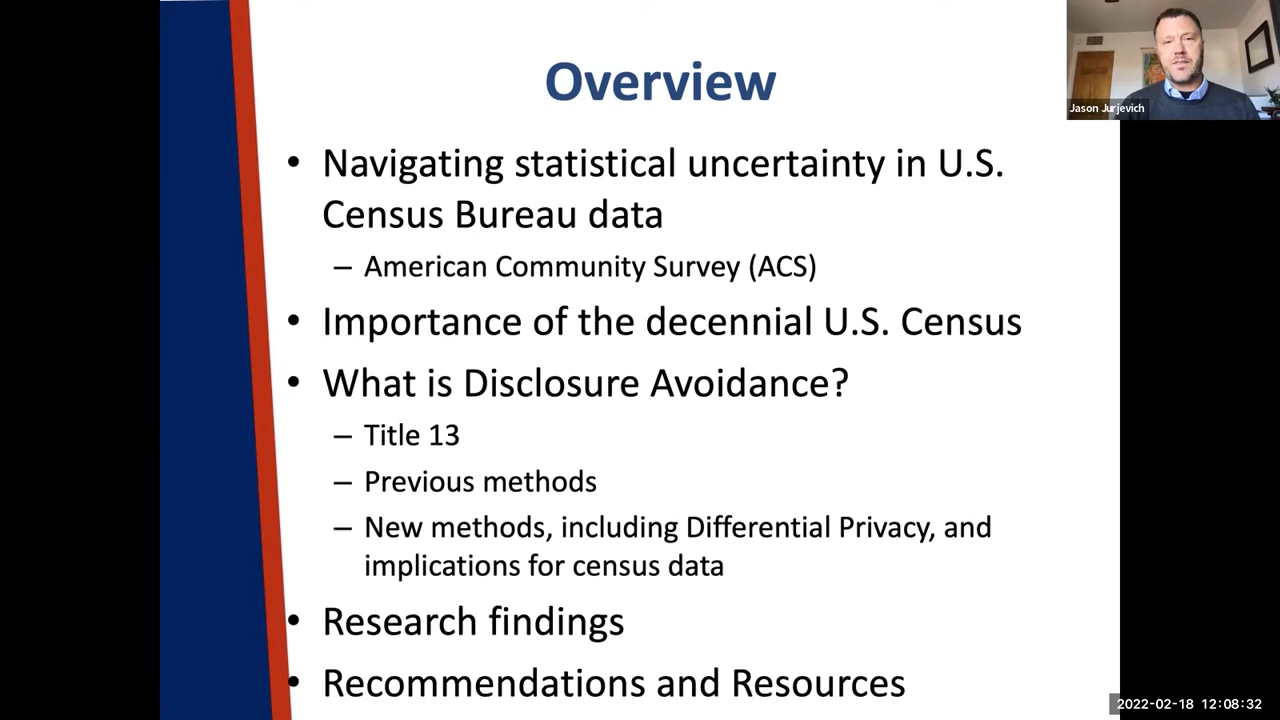 Overview
• Navigating statistical uncertainty in U.S.
Census Bureau data
– American Community Survey (ACS)
• Importance of the decennial U.S. Census
• What is Disclosure Avoidance?
– Title 13
– Previous methods
– New methods, including Differential Privacy, and
implications for census data
• Research findings
• Recommendations and Resources
Jason Jurjevich
2022-02-18 12:08:32